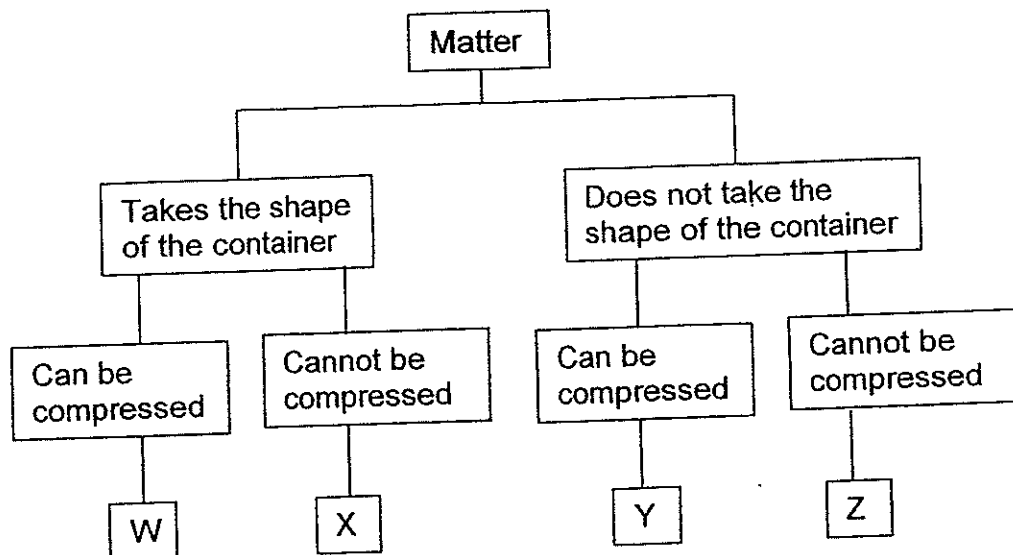 Matter
Takes the shape
of the container
Does not take the
shape of the container
Can be
compressed
Cannot be
compressed
Can be
compressed
Cannot be
compressed
W
X
Y
Z